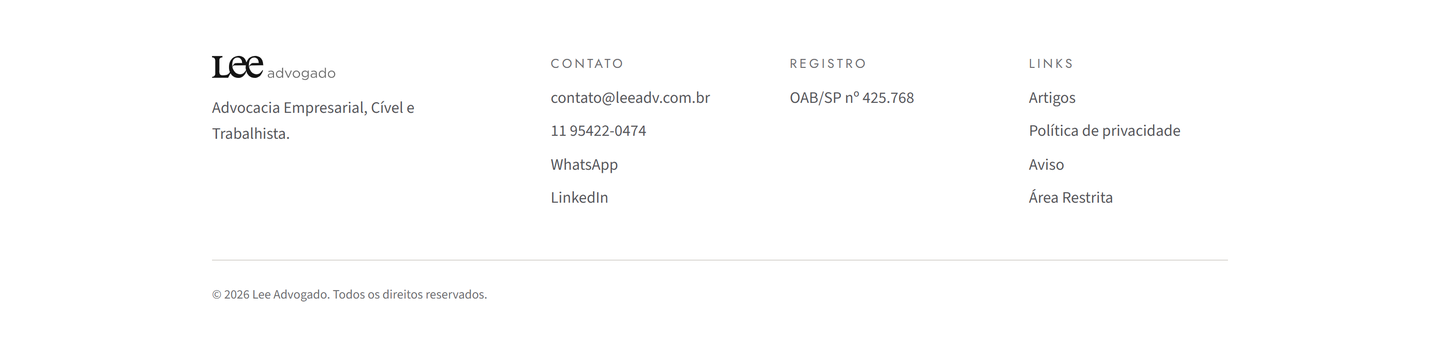 Lee advogado
Advocacia Empresarial, Cível e
Trabalhista.
CONTATO
contato@leeadv.com.br
11 95422-0474
WhatsApp
LinkedIn
REGISTRO
OAB/SP nº 425.768
LINKS
Artigos
Política de privacidade
Aviso
Área Restrita
© 2026 Lee Advogado. Todos os direitos reservados.